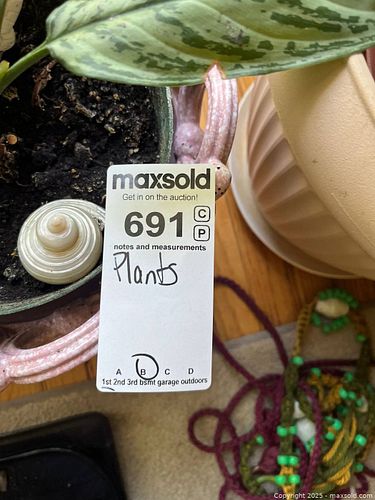 maxsold
Get in on the auction!
691 C
P
notes and measurements
Plants
A B C D
1st 2nd 3rd bsmt garage outdoors
Copyright 2025 - maxsold.com